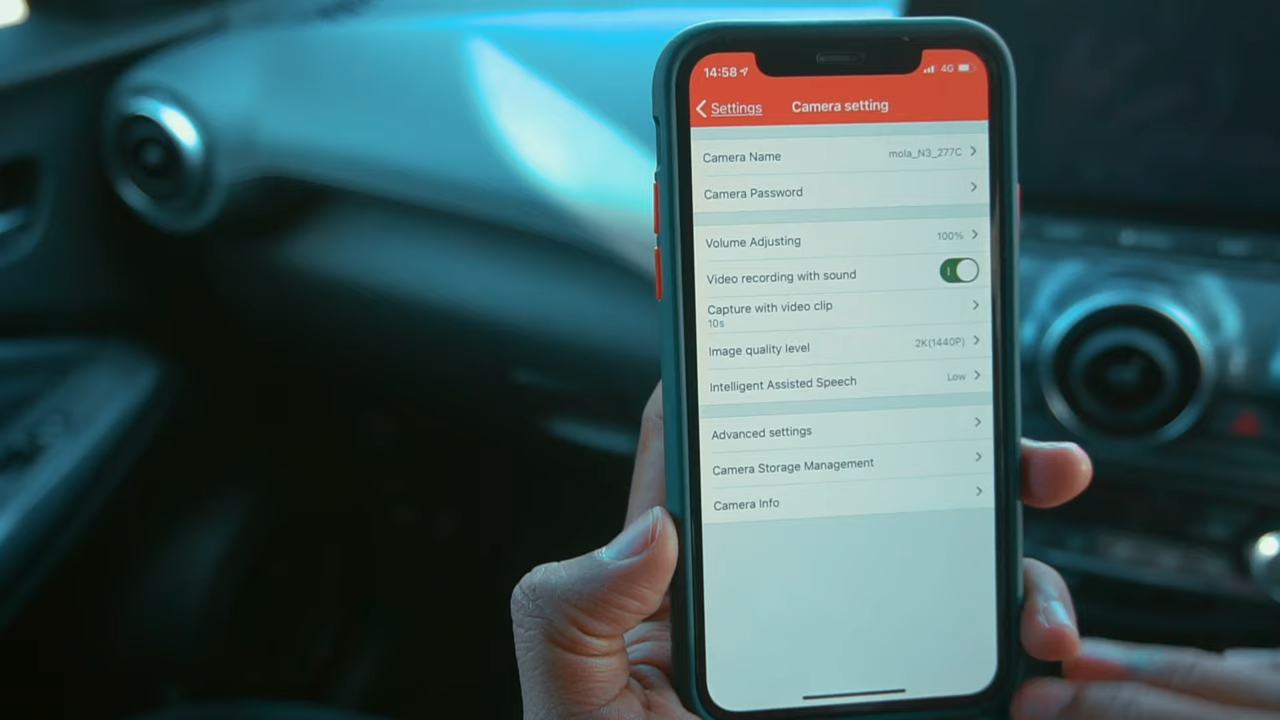 14:58 4G
Settings Camera setting
Camera Name mola_N3_277C
Camera Password
Volume Adjusting 100%
Video recording with sound
Capture with video clip
10s
Image quality level 2K(1440P)
Intelligent Assisted Speech Low
Advanced settings
Camera Storage Management
Camera Info